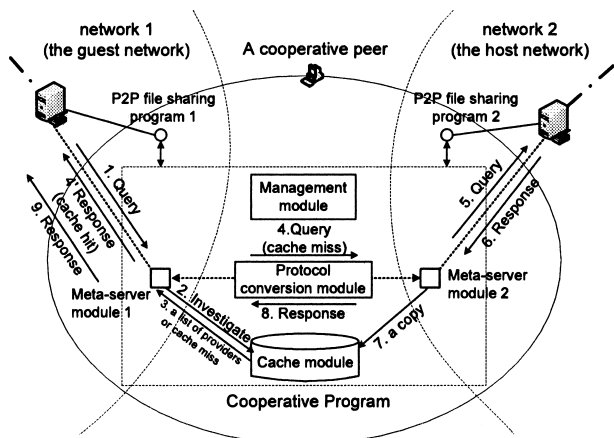 network 1
(the guest network)
A cooperative peer
network 2
(the host network)
P2P file sharing
program 1
P2P file sharing
program 2
1. Query
4' Response
(cache hit)
9. Response
Management
module
4.Query
(cache miss)
5. Query
6. Response
Protocol
conversion module
8. Response
Meta-server
module 1
Meta-server
module 2
2. Investigate
3. a list of providers
or cache miss
7. a copy
Cache module
Cooperative Program